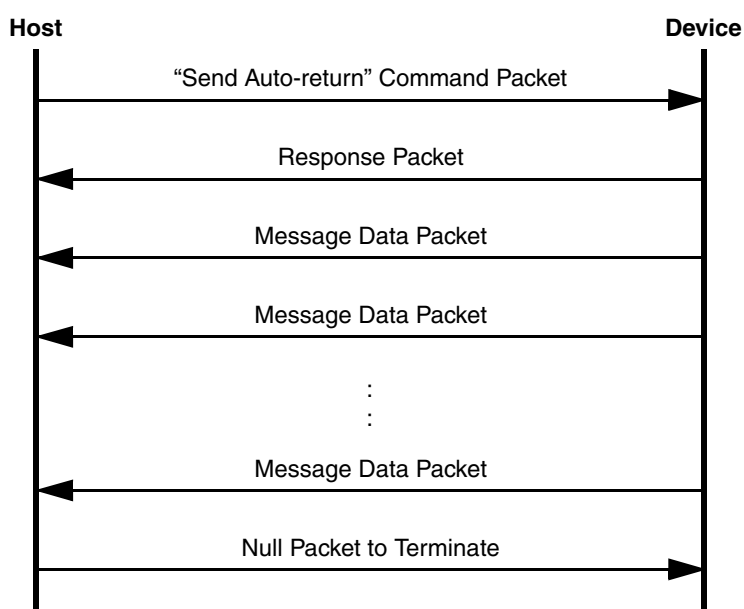 Host
Device
“Send Auto-return” Command Packet
Response Packet
Message Data Packet
Message Data Packet
:
:
Message Data Packet
Null Packet to Terminate